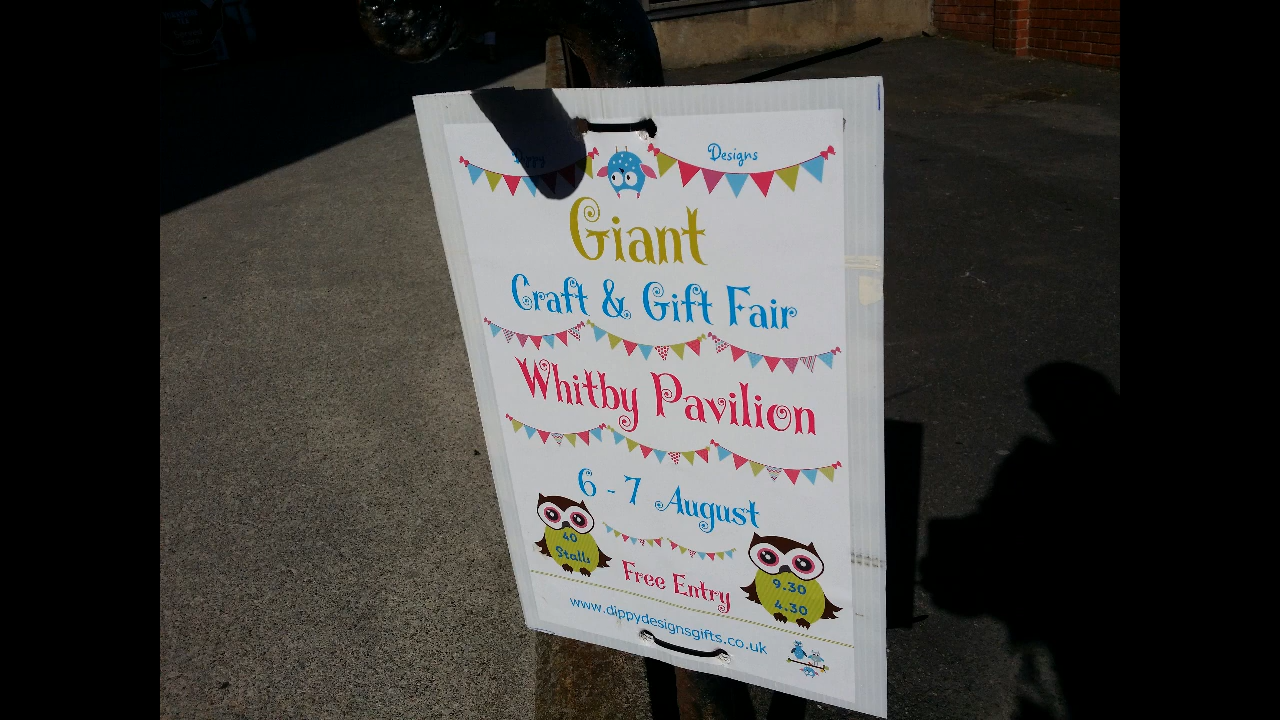 Dippy Designs
Giant
Craft & Gift Fair
Whitby Pavilion
6 - 7 August
40
Stalls
Free Entry
9.30
4.30
www.dippydesignsgifts.co.uk